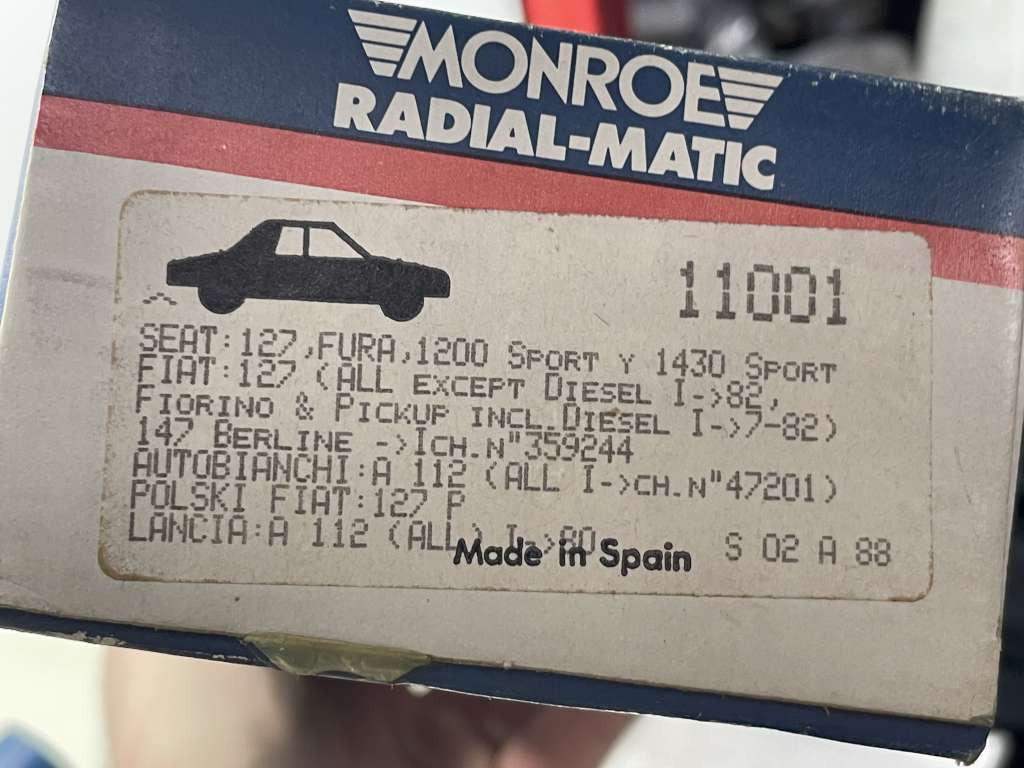 MONROE
RADIAL-MATIC
11001
SEAT:127,FURA,1200 SPORT Y 1430 SPORT
FIAT:127 (ALL EXCEPT DIESEL I->82,
FIORINO & PICKUP INCL.DIESEL I->7-82)
147 BERLINE ->ICH.N"359244
AUTOBIANCHI:A 112 (ALL I->CH.N"47201)
POLSKI FIAT:127 P
LANCIA:A 112 (ALL) I->80
Made in Spain
S 02 A 88